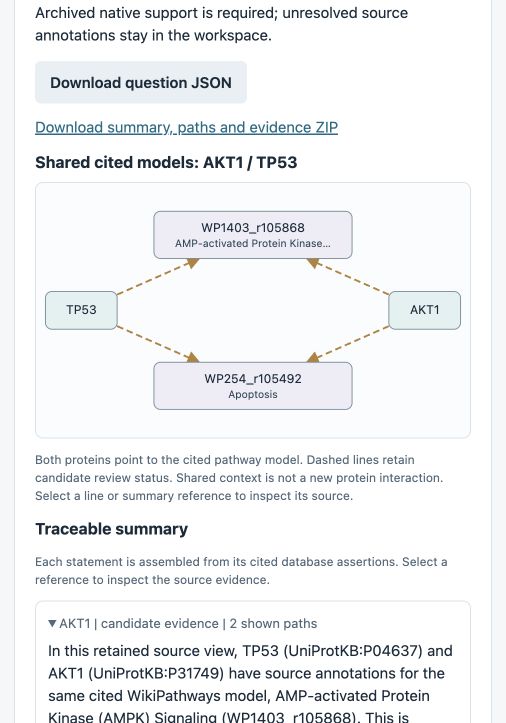 Archived native support is required; unresolved source
annotations stay in the workspace.
Download question JSON
Download summary, paths and evidence ZIP
Shared cited models: AKT1 / TP53
WP1403_r105868
AMP-activated Protein Kinase...
TP53
AKT1
WP254_r105492
Apoptosis
Both proteins point to the cited pathway model. Dashed lines retain
candidate review status. Shared context is not a new protein interaction.
Select a line or summary reference to inspect its source.
Traceable summary
Each statement is assembled from its cited database assertions. Select a
reference to inspect the source evidence.
▼AKT1 | candidate evidence | 2 shown paths
In this retained source view, TP53 (UniProtKB:P04637) and
AKT1 (UniProtKB:P31749) have source annotations for the
same cited WikiPathways model, AMP-activated Protein
Kinase (AMPK) Signaling (WP1403_r105868). This is